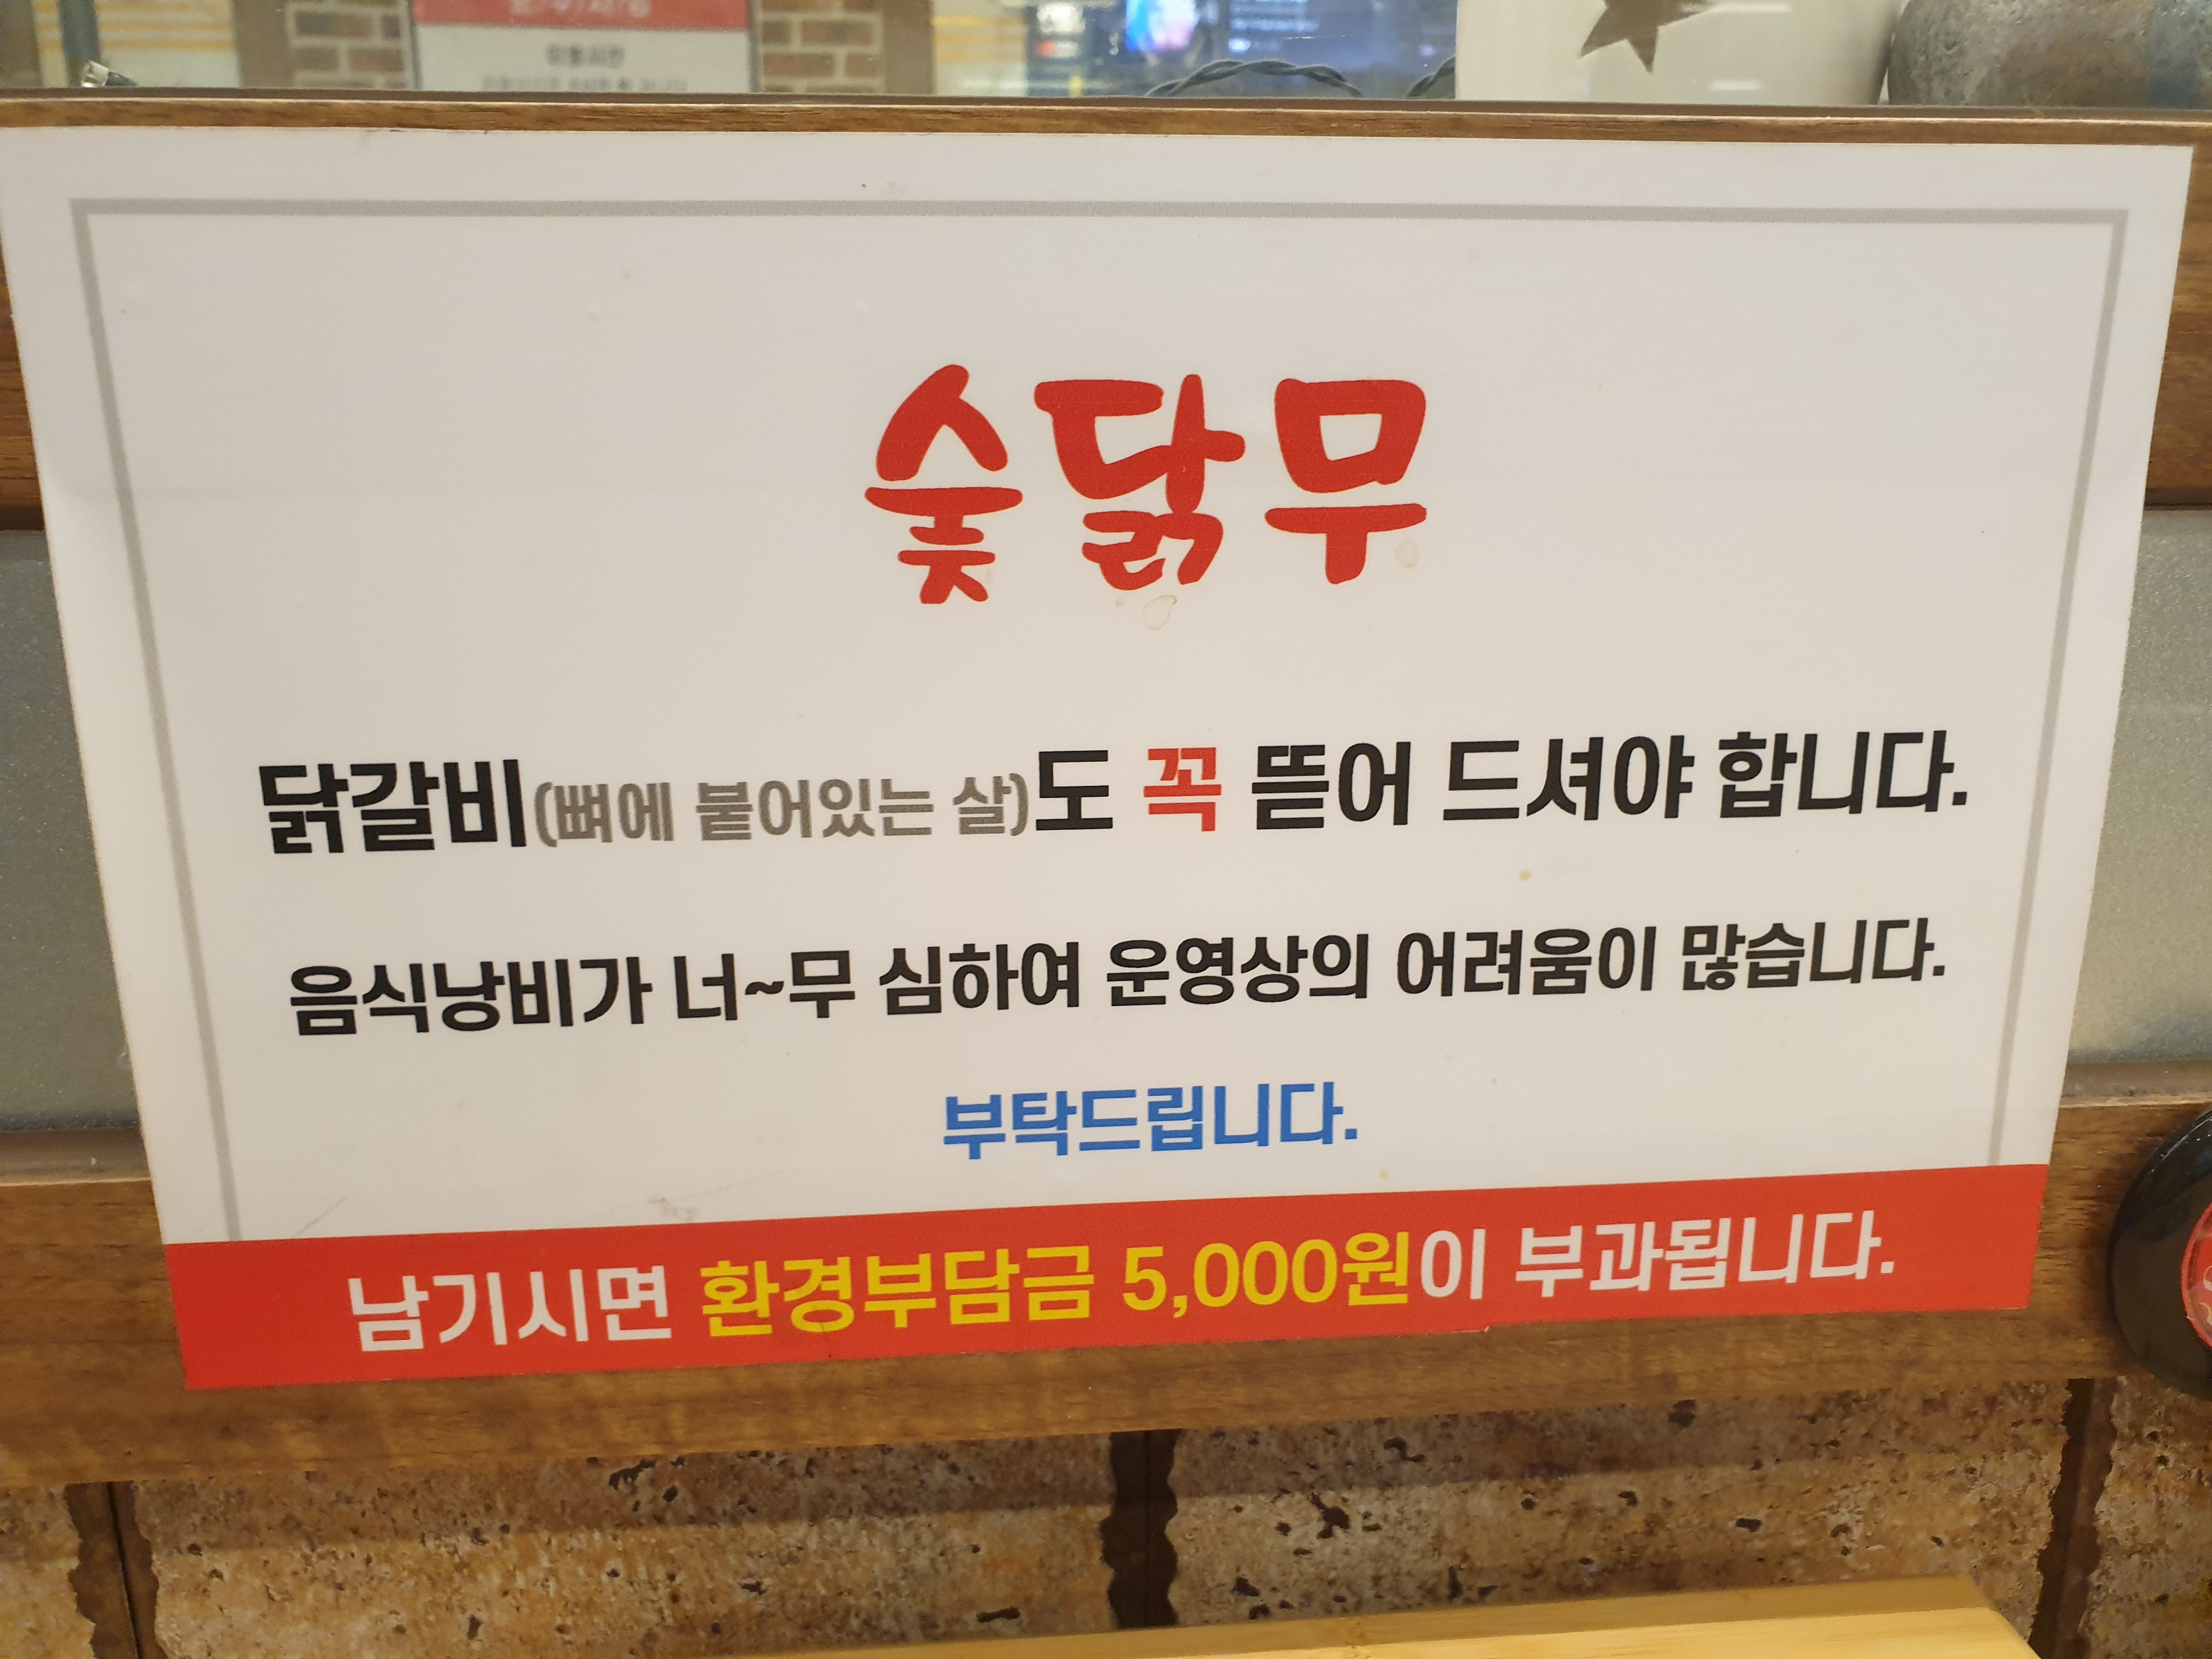 숯닭무
닭갈비(뼈에 붙어있는 살)도 꼭 뜯어 드셔야 합니다.
음식낭비가 너~무 심하여 운영상의 어려움이 많습니다.
부탁드립니다.
남기시면 환경부담금 5,000원이 부과됩니다.